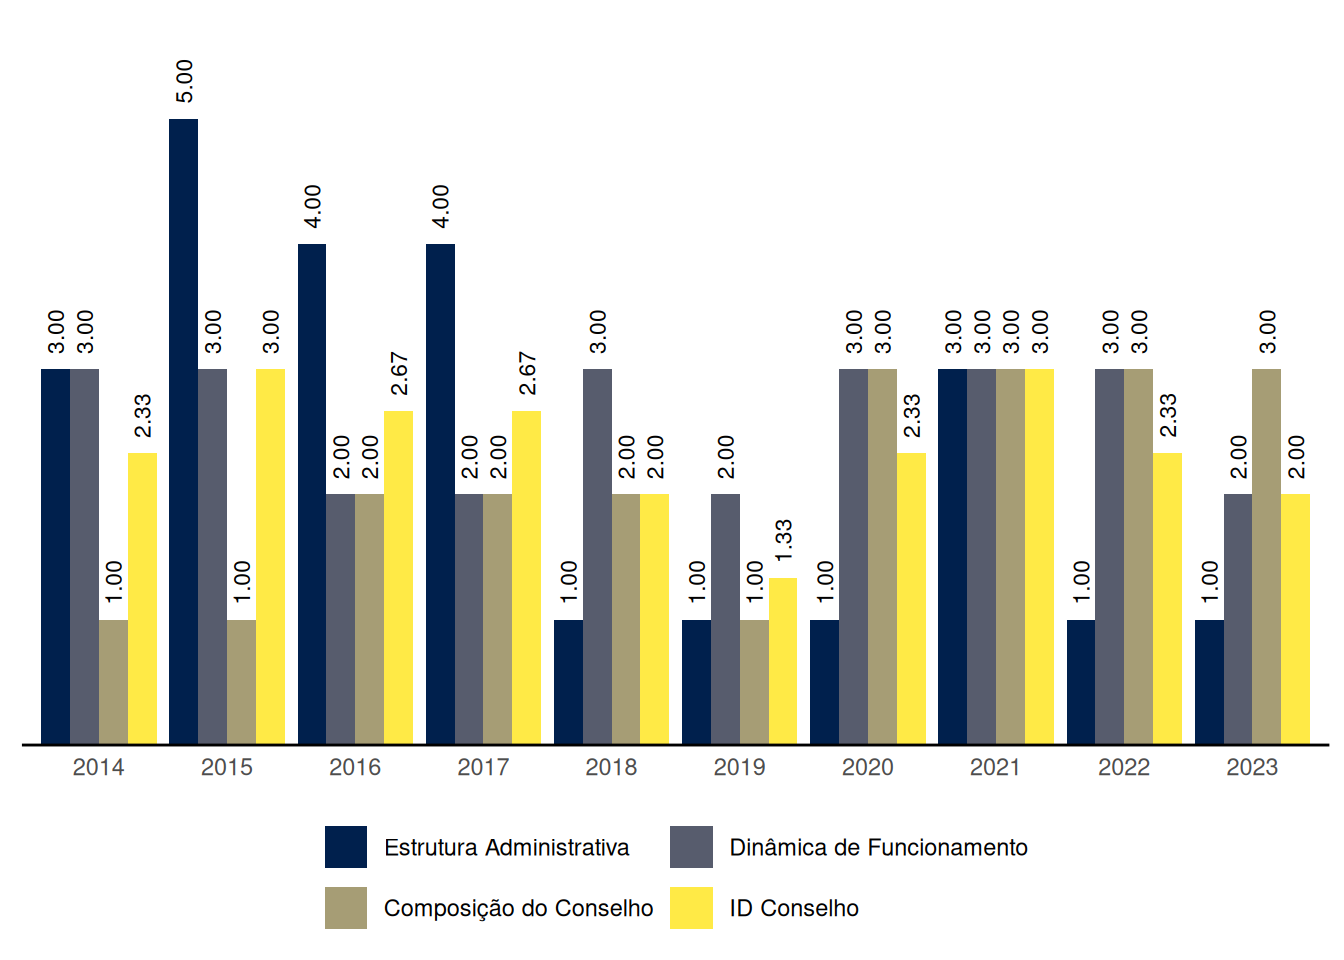 5.00
4.00 4.00
3.00 3.00 3.00 3.00 3.00 3.00 3.00 3.00 3.00 3.00 3.00 3.00 3.00 3.00
2.67 2.67
2.33 2.33 2.33
2.00 2.00 2.00 2.00 2.00 2.00 2.00 2.00 2.00
1.33
1.00 1.00 1.00 1.00 1.00 1.00 1.00 1.00
2014 2015 2016 2017 2018 2019 2020 2021 2022 2023
Estrutura Administrativa Dinâmica de Funcionamento
Composição do Conselho ID Conselho